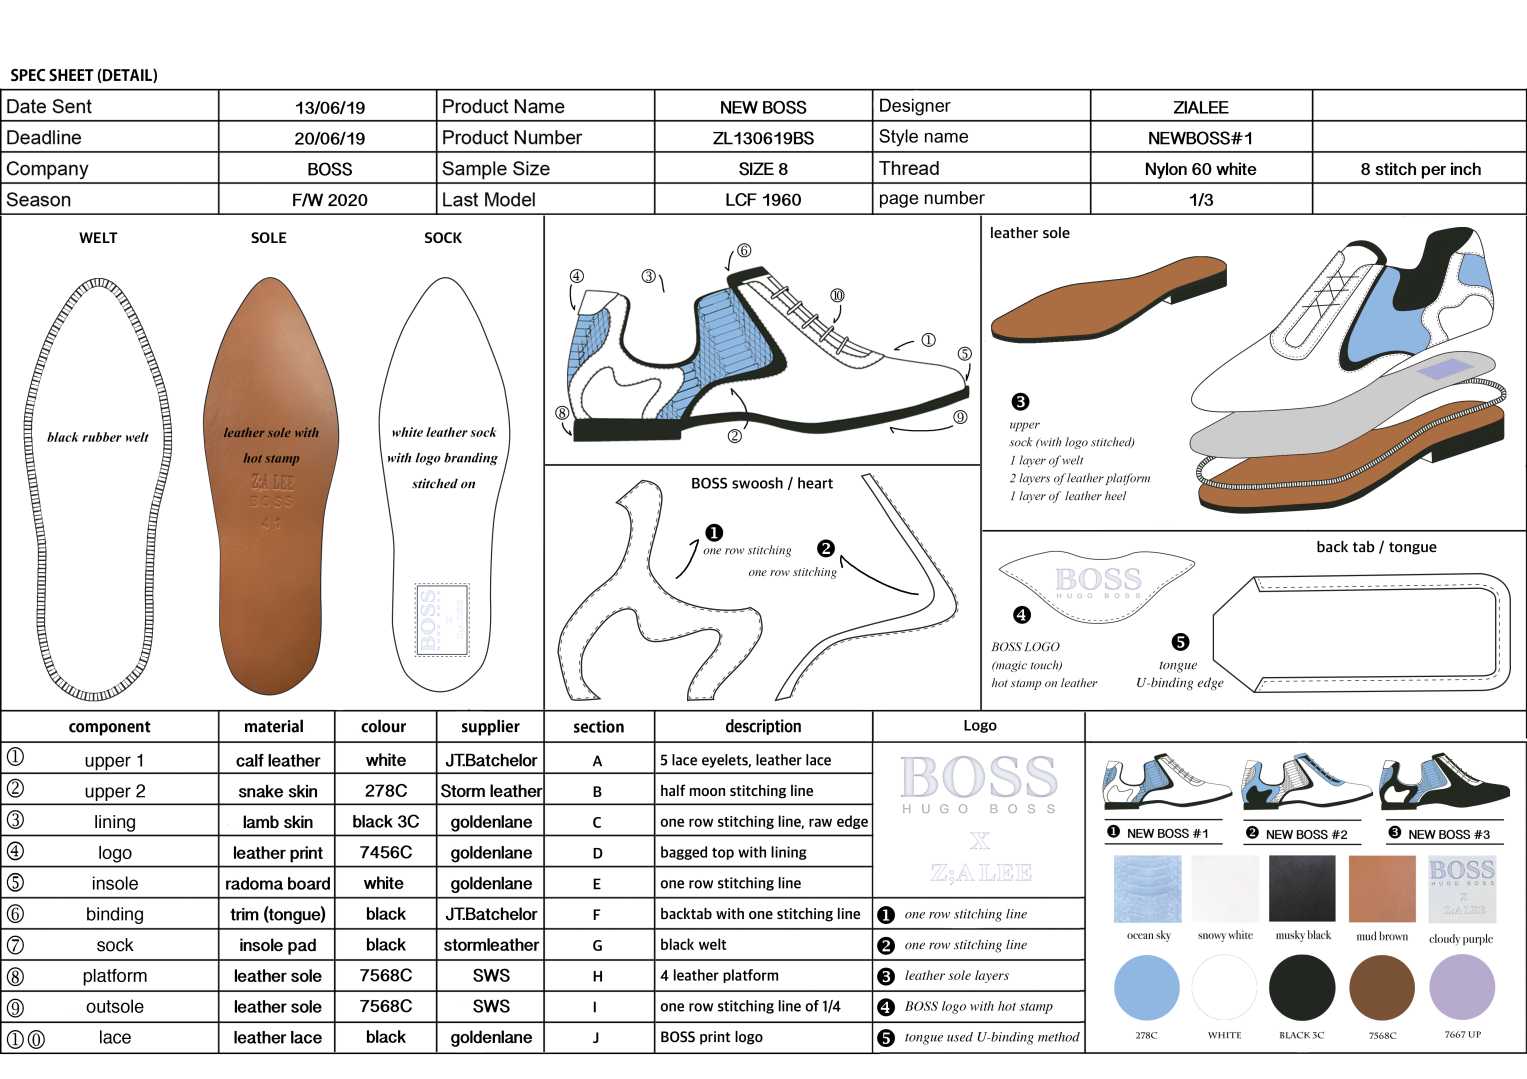 SPEC SHEET (DETAIL)
Date Sent 13/06/19 Product Name NEW BOSS Designer ZIALEE
Deadline 20/06/19 Product Number ZL130619BS Style name NEWBOSS#1
Company BOSS Sample Size SIZE 8 Thread Nylon 60 white 8 stitch per inch
Season F/W 2020 Last Model LCF 1960 page number 1/3
WELT SOLE SOCK
black rubber welt
leather sole with
hot stamp
Z;A LEE
BOSS
41
white leather sock
with logo branding
stitched on
BOSS
HUGO BOSS
X
④ ③ ⑥ ⑩ ① ⑤ ⑧ ② ⑨
leather sole
❸
upper
sock (with logo stitched)
1 layer of welt
2 layers of leather platform
1 layer of leather heel
BOSS swoosh / heart
❶
one row stitching
❷
one row stitching
back tab / tongue
BOSS
HUGO BOSS
❹
BOSS LOGO
(magic touch)
hot stamp on leather
❺
tongue
U-binding edge
component material colour supplier section description Logo
① upper 1 calf leather white JT.Batchelor A 5 lace eyelets, leather lace
② upper 2 snake skin 278C Storm leather B half moon stitching line
③ lining lamb skin black 3C goldenlane C one row stitching line, raw edge
④ logo leather print 7456C goldenlane D bagged top with lining
⑤ insole radoma board white goldenlane E one row stitching line
⑥ binding trim (tongue) black JT.Batchelor F backtab with one stitching line
⑦ sock insole pad black stormleather G black welt
⑧ platform leather sole 7568C SWS H 4 leather platform
⑨ outsole leather sole 7568C SWS I one row stitching line of 1/4
①⓪ lace leather lace black goldenlane J BOSS print logo
BOSS
HUGO BOSS
X
Z;A LEE
❶ one row stitching line
❷ one row stitching line
❸ leather sole layers
❹ BOSS logo with hot stamp
❺ tongue used U-binding method
❶ NEW BOSS #1 ❷ NEW BOSS #2 ❸ NEW BOSS #3
BOSS
HUGO BOSS
X
Z;A LEE
ocean sky snowy white musky black mud brown cloudy purple
278C WHITE BLACK 3C 7568C 7667 UP